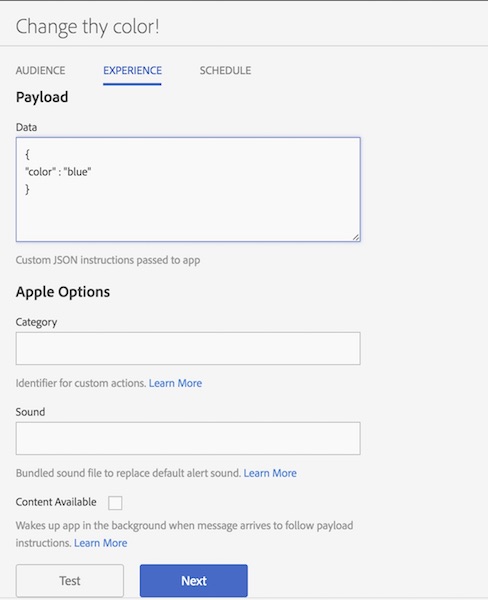 Change thy color!
AUDIENCE EXPERIENCE SCHEDULE
Payload
Data
{
"color" : "blue"
}
Custom JSON instructions passed to app
Apple Options
Category
Identifier for custom actions. Learn More
Sound
Bundled sound file to replace default alert sound. Learn More
Content Available
Wakes up app in the background when message arrives to follow payload
instructions. Learn More
Test Next